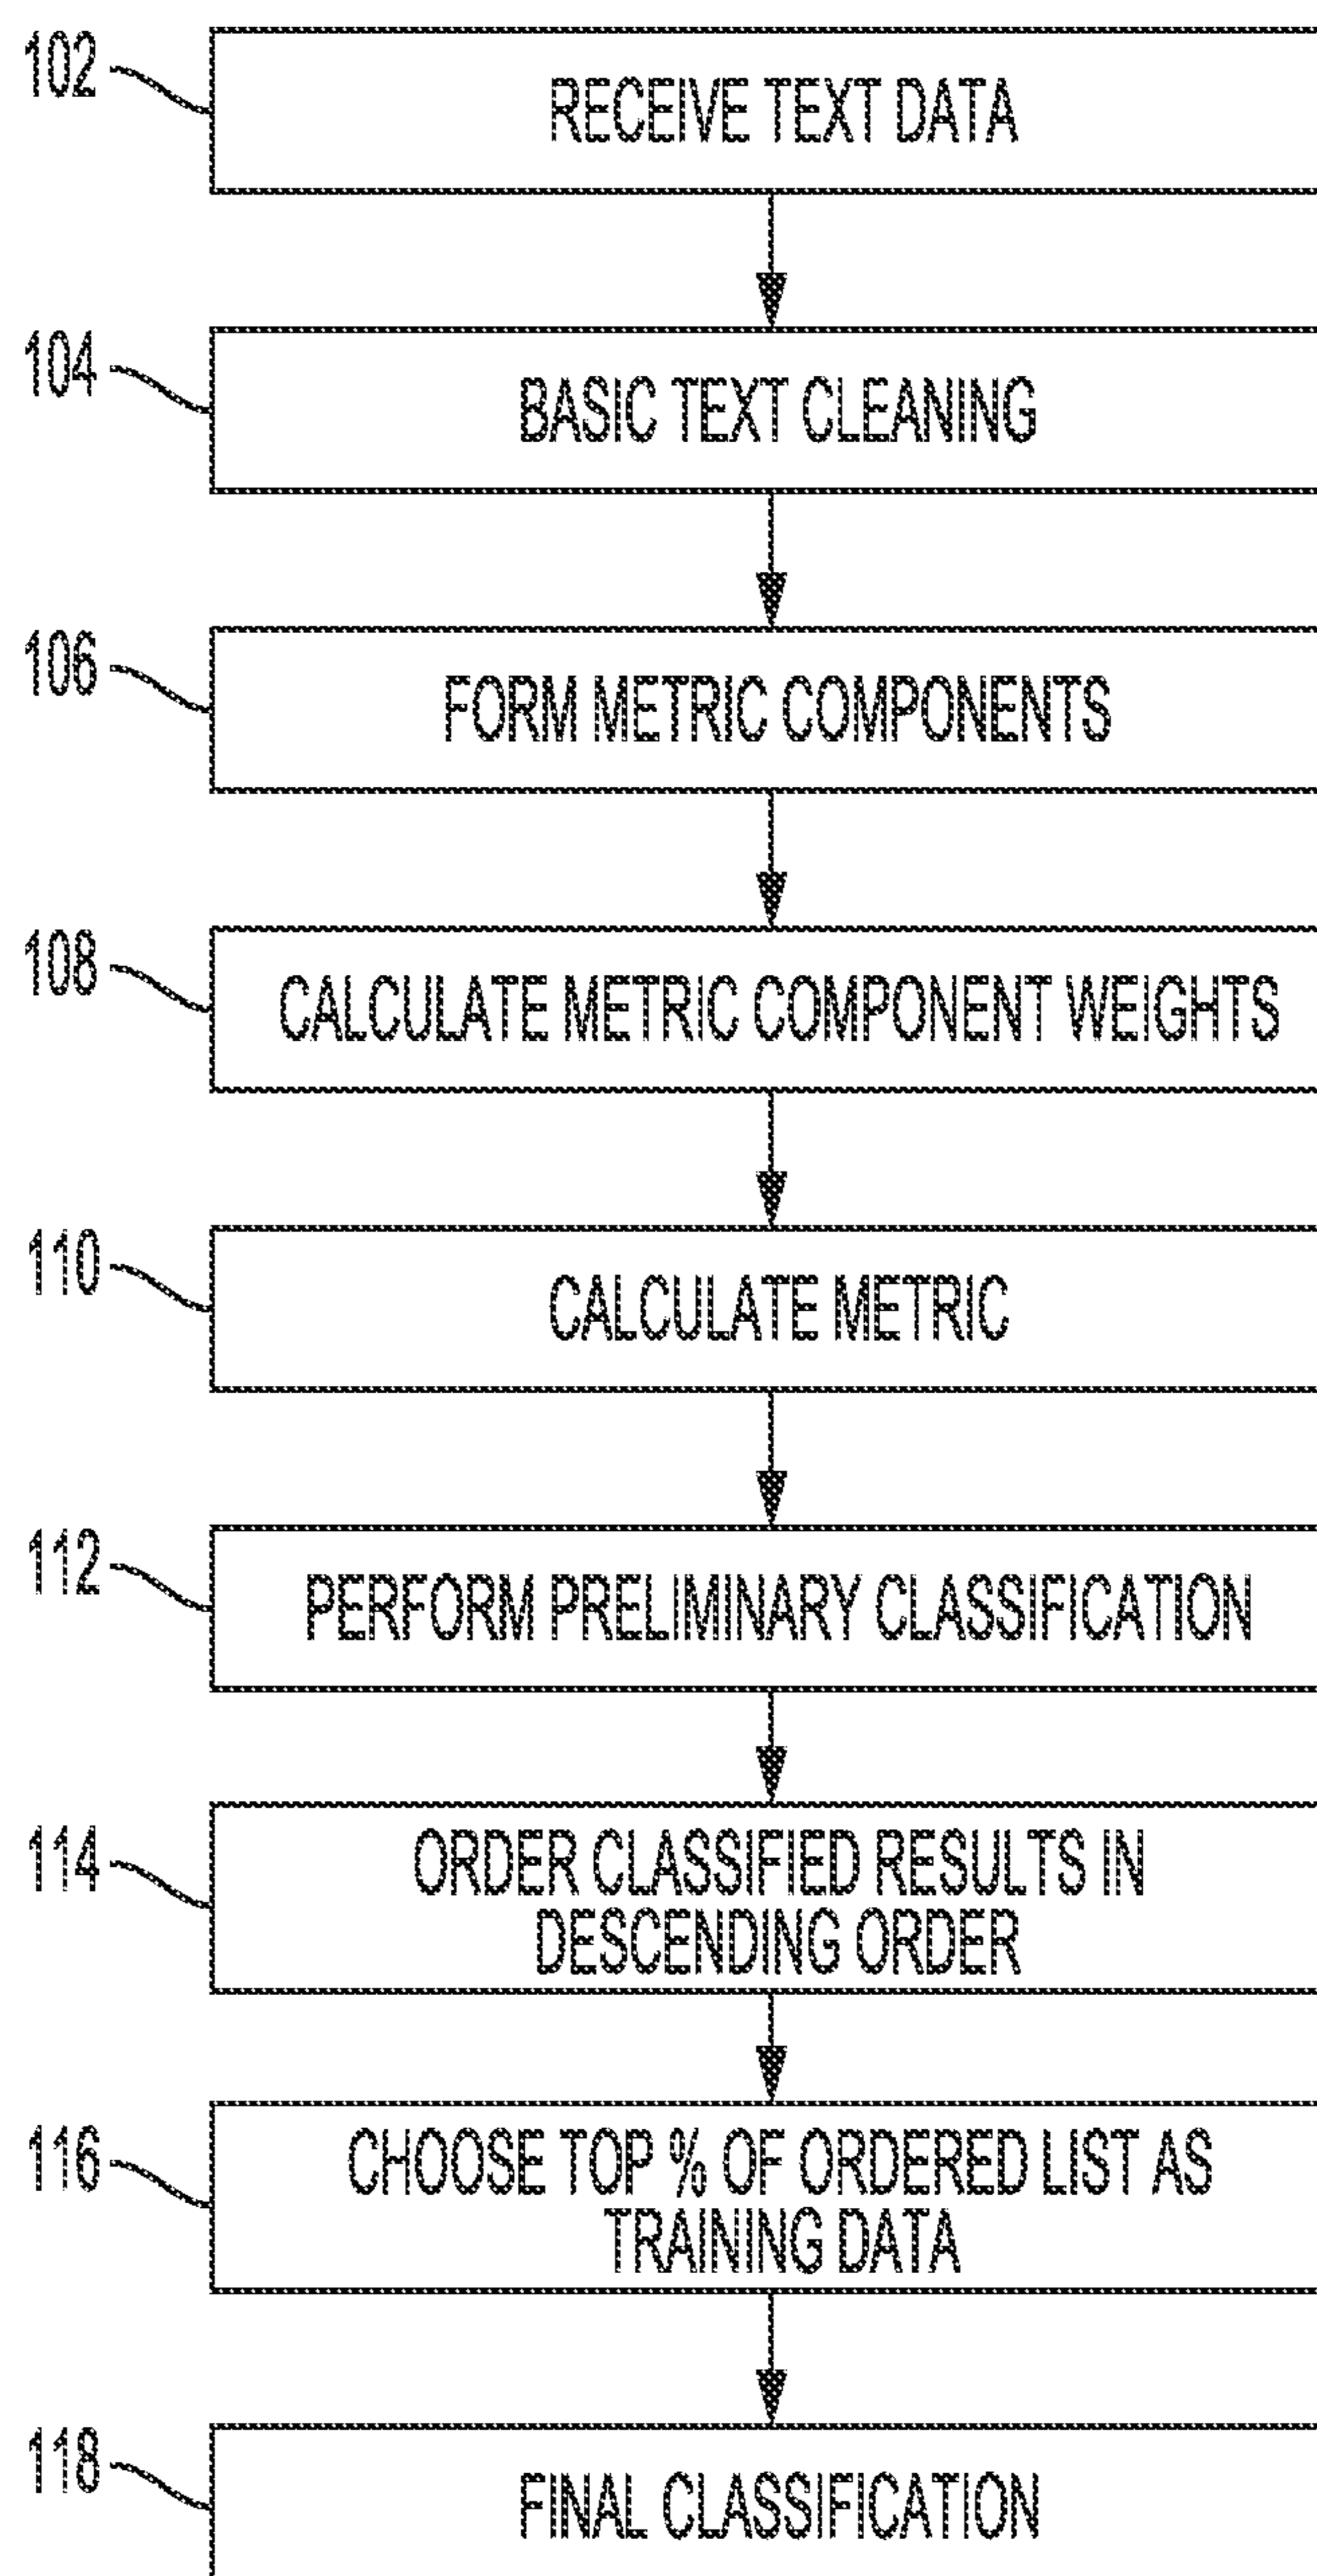 102
RECEIVE TEXT DATA
104
BASIC TEXT CLEANING
106
FORM METRIC COMPONENTS
108
CALCULATE METRIC COMPONENT WEIGHTS
110
CALCULATE METRIC
112
PERFORM PRELIMINARY CLASSIFICATION
114
ORDER CLASSIFIED RESULTS IN
DESCENDING ORDER
116
CHOOSE TOP % OF ORDERED LIST AS
TRAINING DATA
118
FINAL CLASSIFICATION